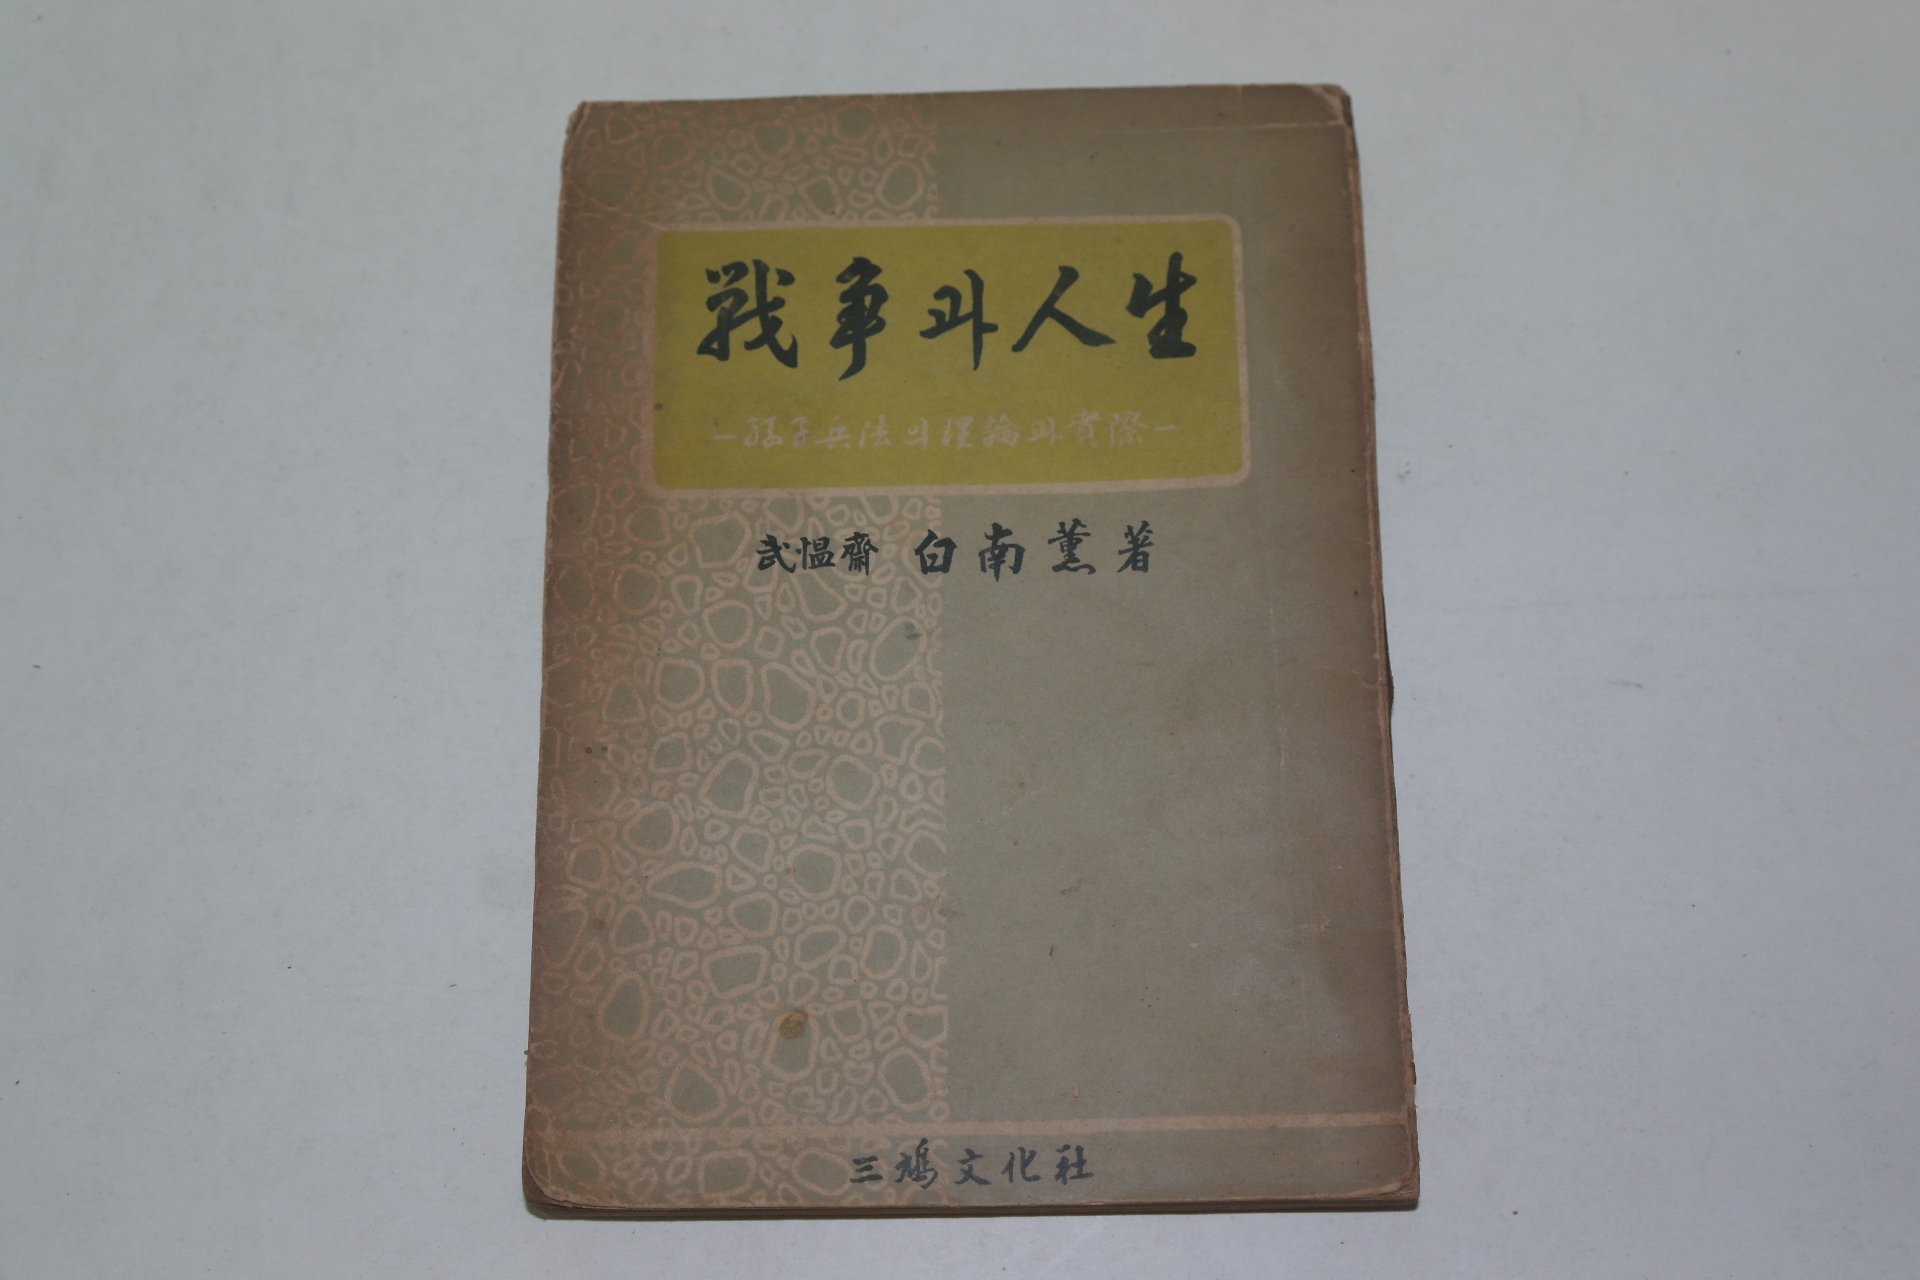 戰爭과人生
-孫子兵法의理論과實際-
武愠齋 白南薰著
三鳩文化社